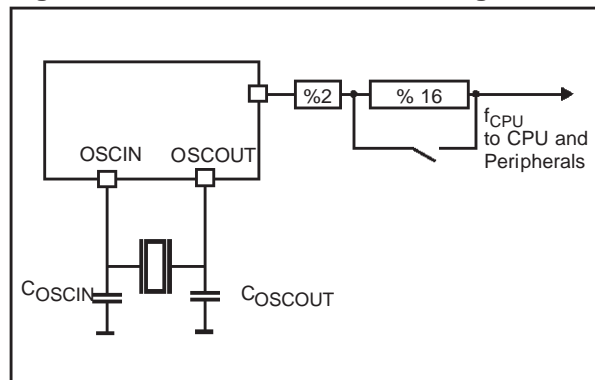 %2
% 16
fCPU
to CPU and
Peripherals
OSCIN
OSCOUT
COSCIN
COSCOUT